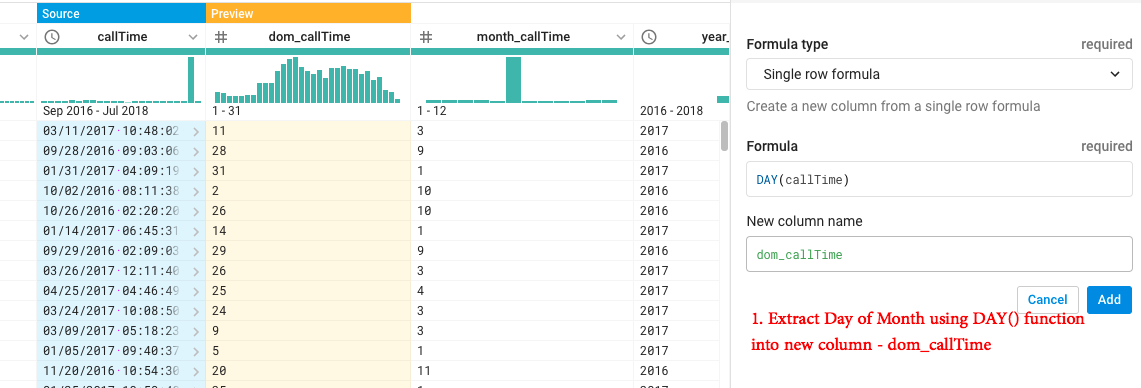 Source Preview
callTime # dom_callTime # month_callTime year_
Sep 2016 - Jul 2018 1 - 31 1 - 12 2016 - 2018
03/11/2017·10:48:02 11 3 2017
09/28/2016·09:03:06 28 9 2016
01/31/2017·04:09:19 31 1 2017
10/02/2016·08:11:38 2 10 2016
10/26/2016·02:20:20 26 10 2016
01/14/2017·06:45:31 14 1 2017
09/29/2016·02:09:03 29 9 2016
03/26/2017·12:11:40 26 3 2017
04/25/2017·04:46:49 25 4 2017
03/24/2017·10:08:50 24 3 2017
03/09/2017·05:18:23 9 3 2017
01/05/2017·09:40:37 5 1 2017
11/20/2016·10:54:30 20 11 2016
Formula type required
Single row formula
Create a new column from a single row formula
Formula required
DAY(callTime)
New column name
dom_callTime
Cancel Add
1. Extract Day of Month using DAY() function
into new column - dom_callTime